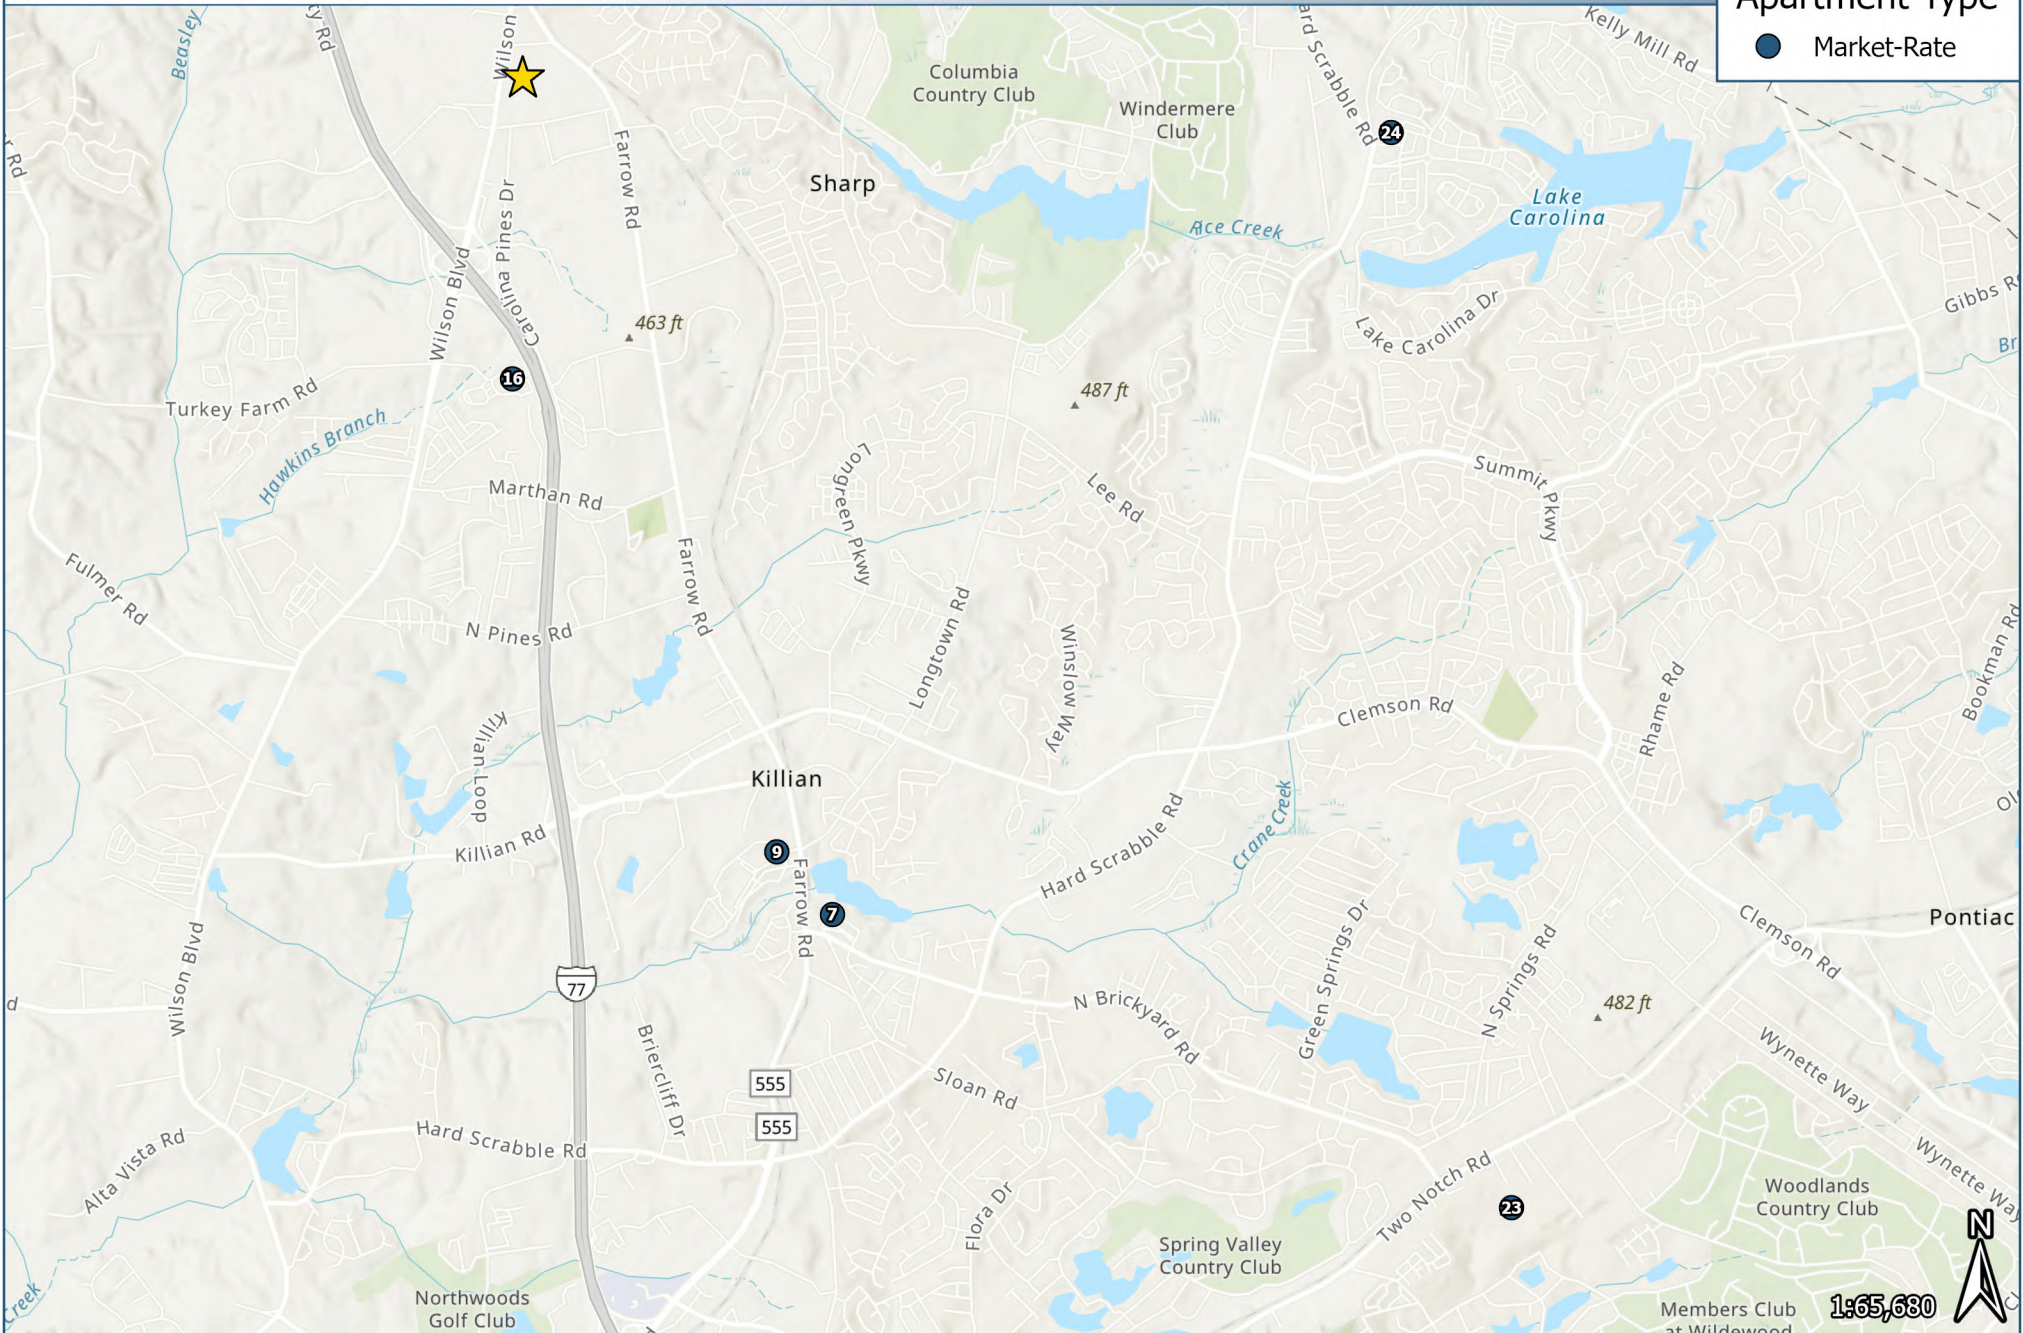 Apartment Type
Market-Rate
Kelly Mill Rd
Beasley
Wilson
Columbia
Country Club
Windermere
Club
24
Farrow Rd
Sharp
Lake
Carolina
Rice Creek
Carolina Pines Dr
Wilson Blvd
Gibbs
463 ft
Lake Carolina Dr
16
487 ft
Turkey Farm Rd
Hawkins Branch
Longreen Pkwy
Lee Rd
Summit Pkwy
Marthan Rd
Fulmer Rd
Farrow Rd
N Pines Rd
Longtown Rd
Winslow Way
Rhame Rd
Bookman Rd
Clemson Rd
Killian Loop
Killian
Killian Rd
Hard Scrabble Rd
Crane Creek
9
Farrow Rd
7
Pontiac
Clemson Rd
Wilson Blvd
77
Green Springs Dr
N Springs Rd
482 ft
N Brickyard Rd
Wynette Way
Briercliff Dr
555
Sloan Rd
555
Hard Scrabble Rd
Alta Vista Rd
Two Notch Rd
Wynette Way
Flora Dr
23
Woodlands
Country Club
N
Spring Valley
Country Club
Creek
Northwoods
Golf Club
Members Club
at Wildewood
1:65,680